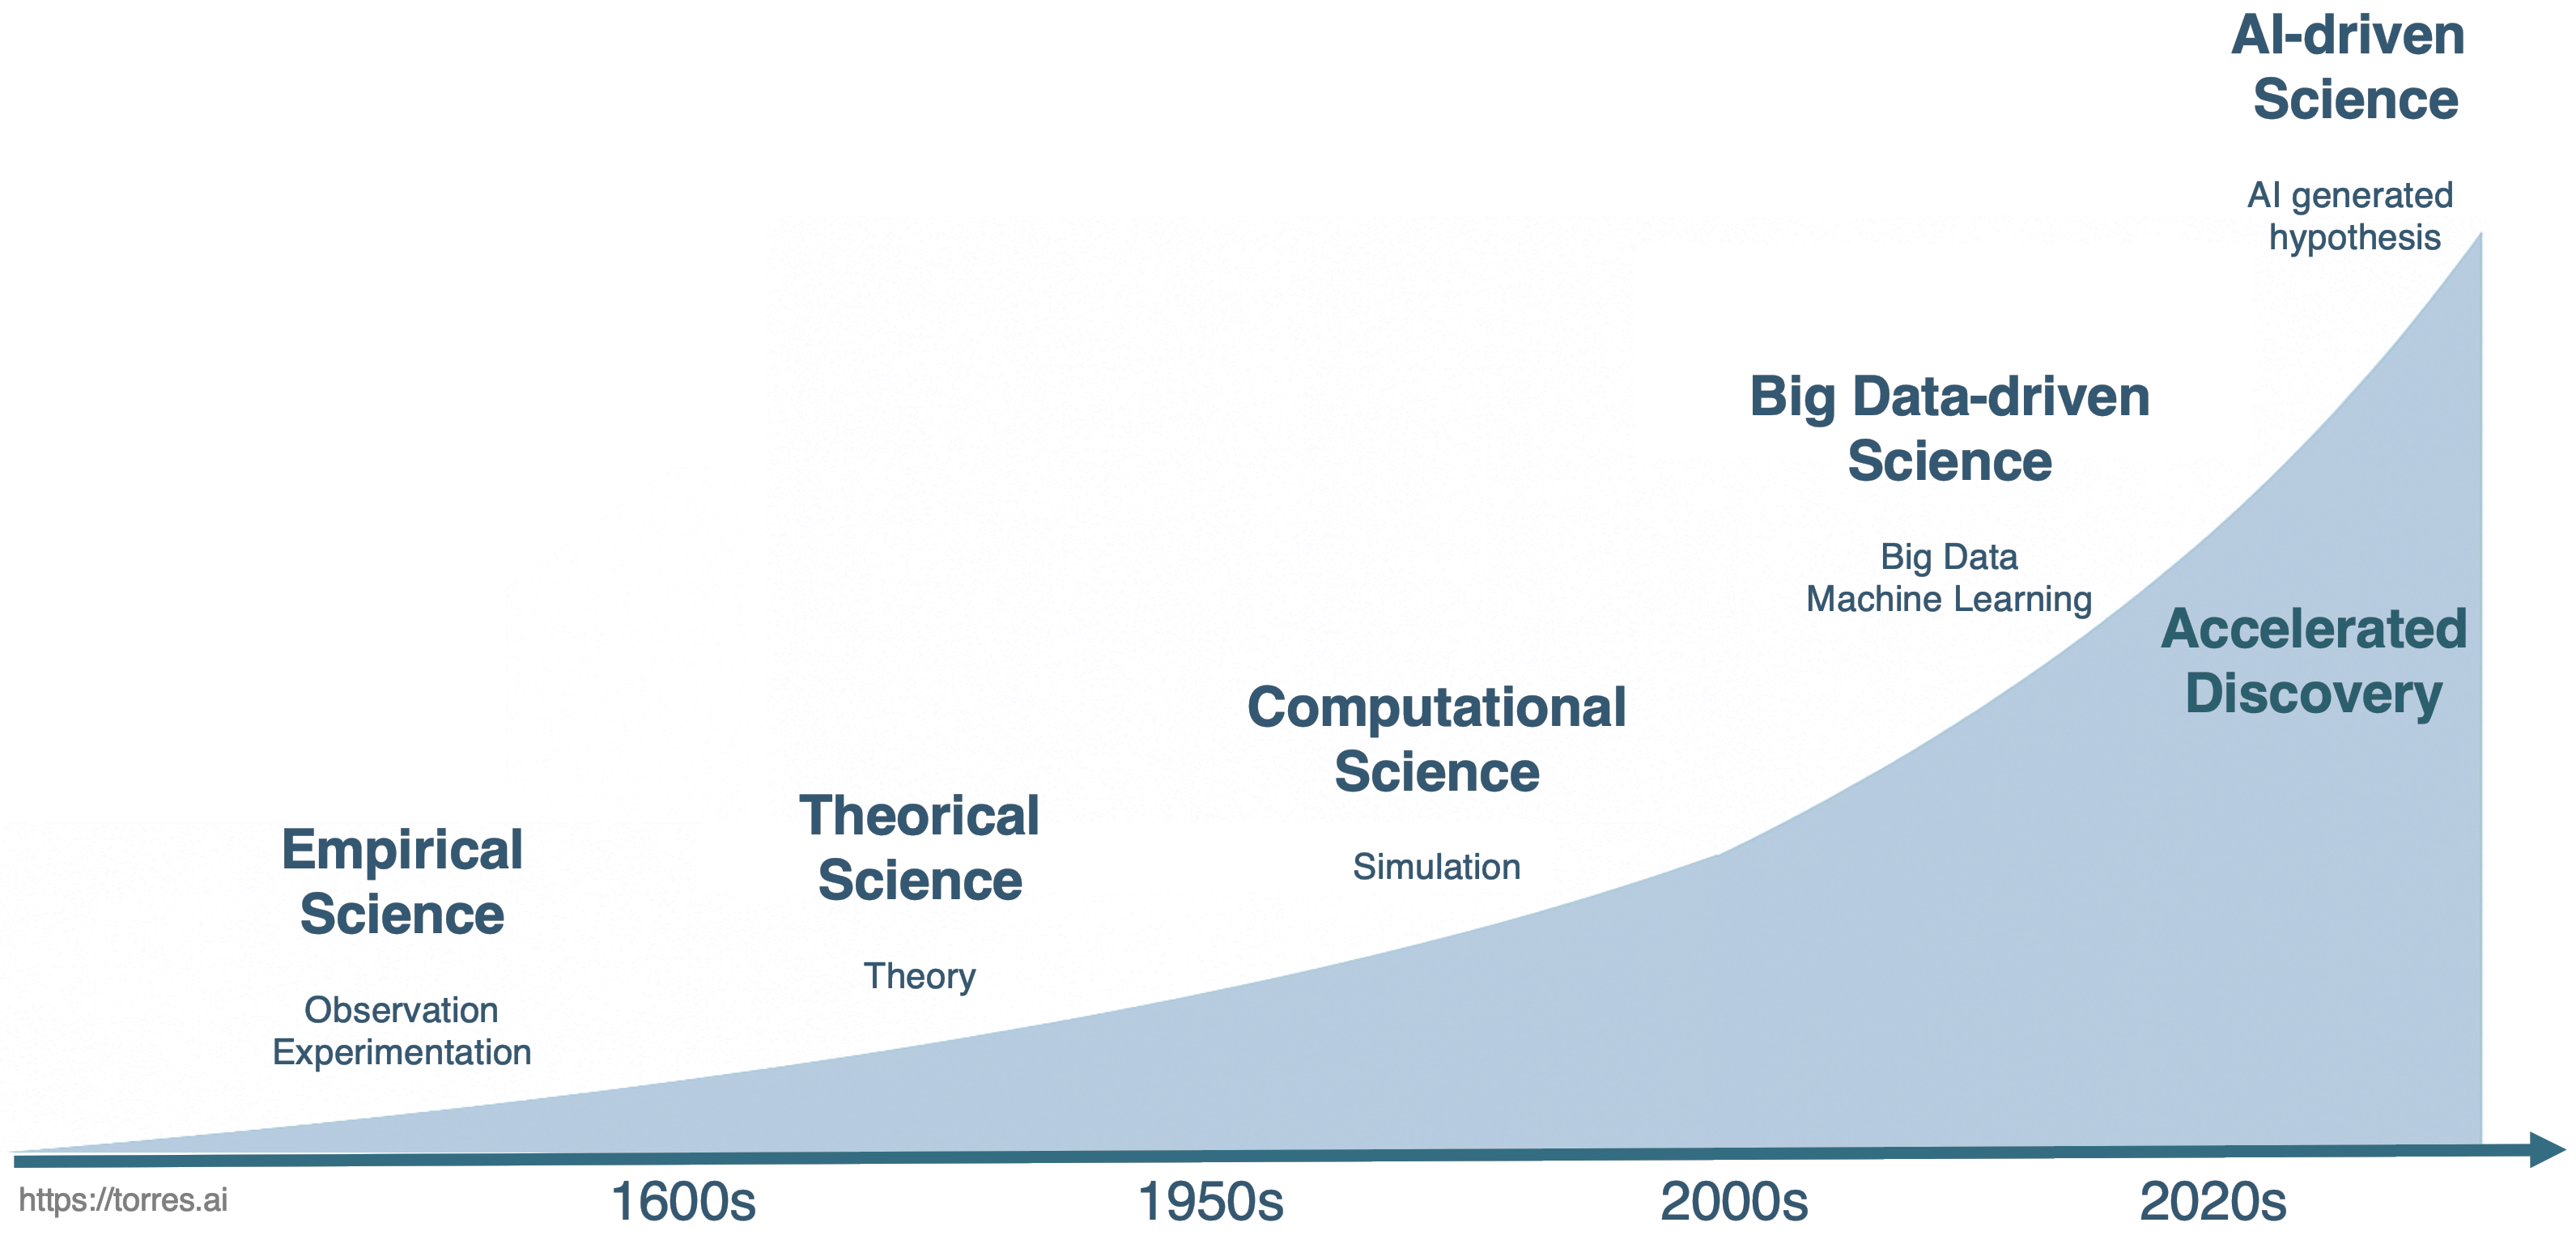 AI-driven
Science
AI generated
hypothesis
Big Data-driven
Science
Big Data
Machine Learning
Accelerated
Discovery
Computational
Science
Simulation
Theorical
Science
Theory
Empirical
Science
Observation
Experimentation
https://torres.ai
1600s
1950s
2000s
2020s